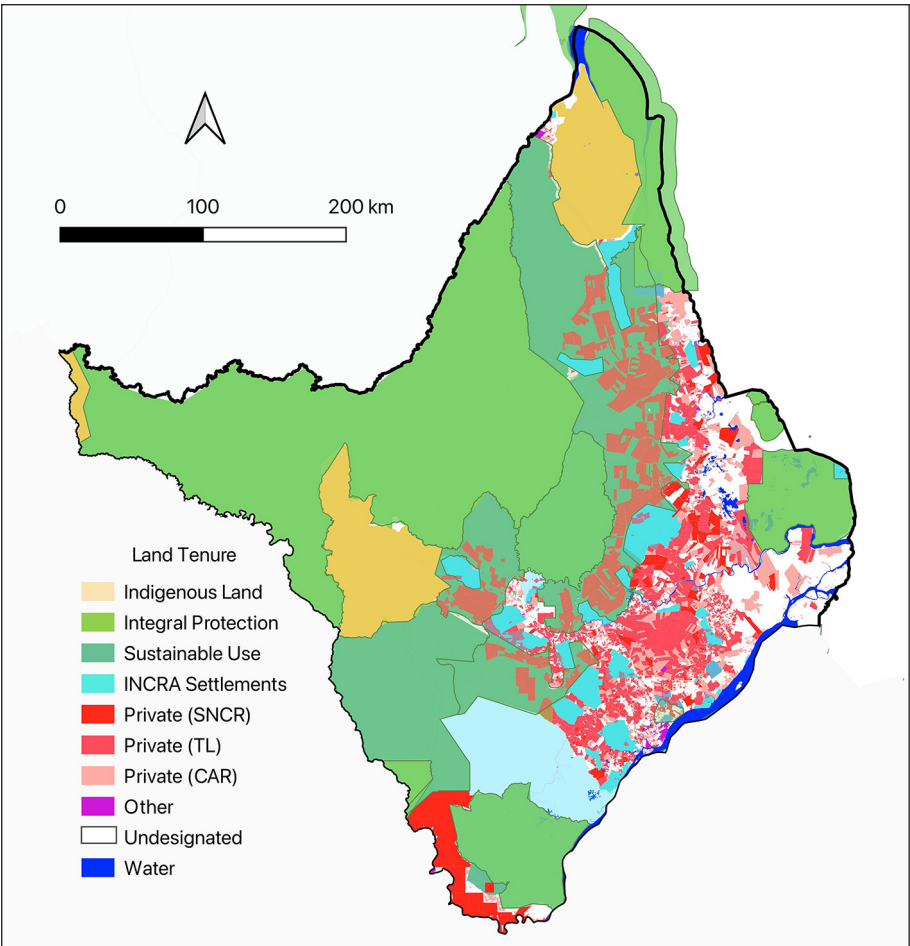 0 100 200 km
Land Tenure
Indigenous Land
Integral Protection
Sustainable Use
INCRA Settlements
Private (SNCR)
Private (TL)
Private (CAR)
Other
Undesignated
Water